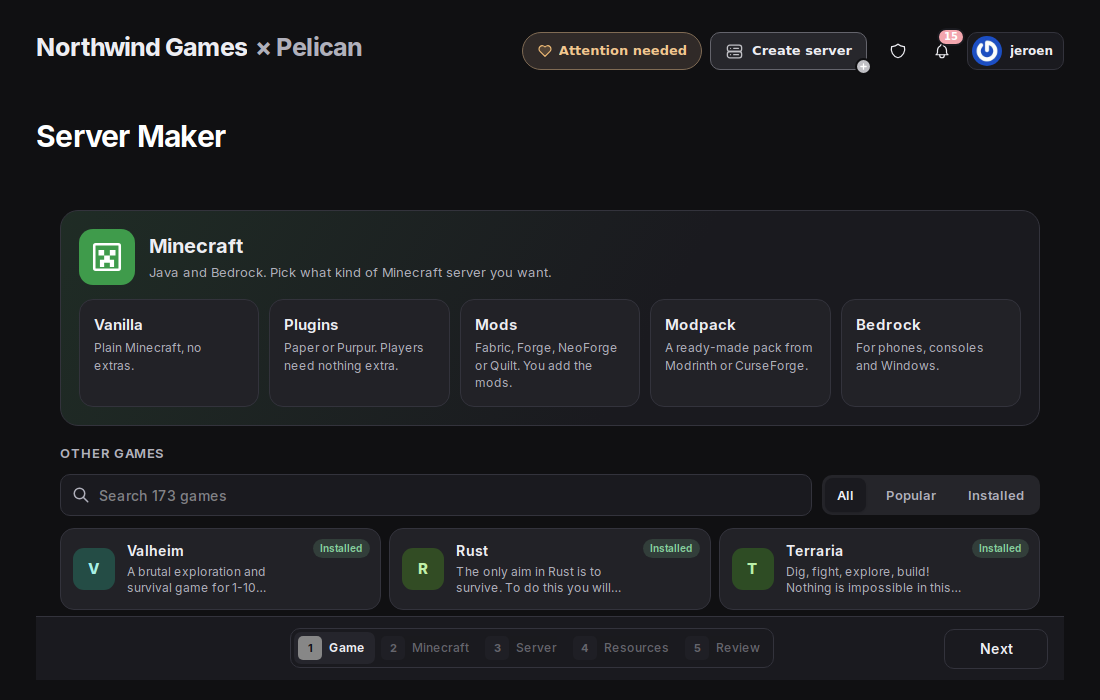 Northwind Games × Pelican
Attention needed
Create server
15
jeroen
Server Maker
Minecraft
Java and Bedrock. Pick what kind of Minecraft server you want.
Vanilla
Plain Minecraft, no
extras.
Plugins
Paper or Purpur. Players
need nothing extra.
Mods
Fabric, Forge, NeoForge
or Quilt. You add the
mods.
Modpack
A ready-made pack from
Modrinth or CurseForge.
Bedrock
For phones, consoles
and Windows.
OTHER GAMES
Search 173 games
All
Popular
Installed
V
Valheim
Installed
A brutal exploration and
survival game for 1-10...
R
Rust
Installed
The only aim in Rust is to
survive. To do this you will...
T
Terraria
Installed
Dig, fight, explore, build!
Nothing is impossible in this...
1 Game
2 Minecraft
3 Server
4 Resources
5 Review
Next